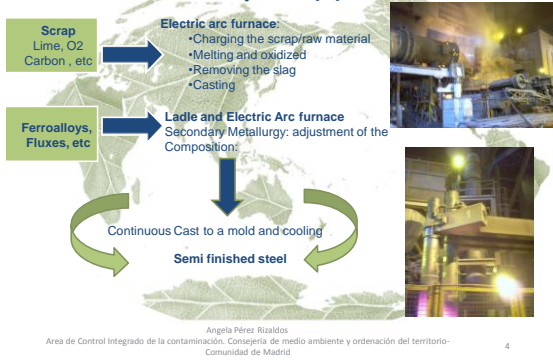 Scrap
Lime, O2
Carbon , etc
Electric arc furnace:
•Charging the scrap/raw material
•Melting and oxidized
•Removing the slag
•Casting
Ferroalloys,
Fluxes, etc
Ladle and Electric Arc furnace
Secondary Metallurgy: adjustment of the
Composition:
Continuous Cast to a mold and cooling
Semi finished steel
Angela Pérez Rizaldos
Area de Control Integrado de la contaminación. Consejería de medio ambiente y ordenación del territorio-
Comunidad de Madrid
4